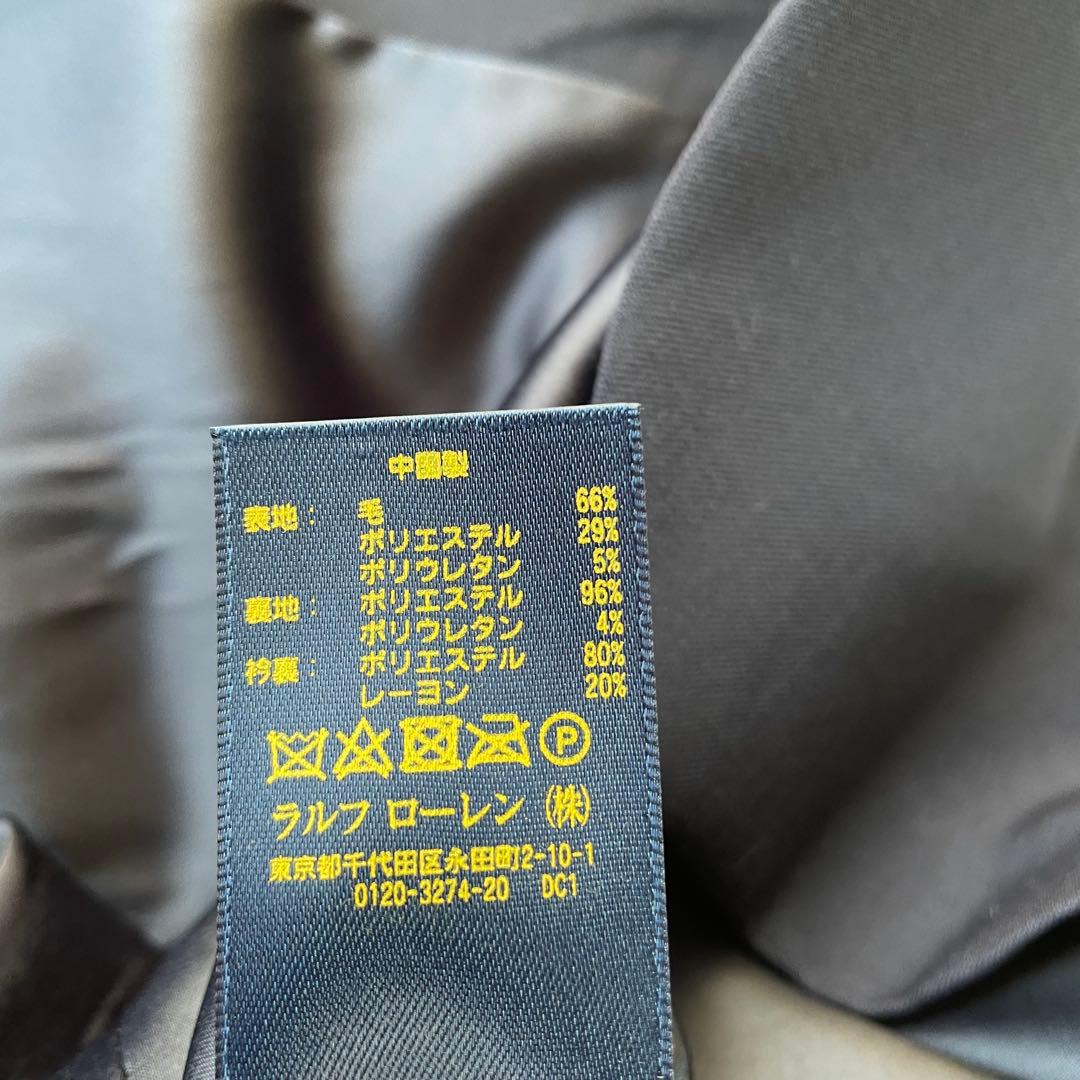 中国製
表地: 毛 66%
ポリエステル 29%
ポリウレタン 5%
裏地: ポリエステル 96%
ポリウレタン 4%
衿裏: ポリエステル 80%
レーヨン 20%
P
ラルフ ローレン (株)
東京都千代田区永田町2-10-1
0120-3274-20 DC1